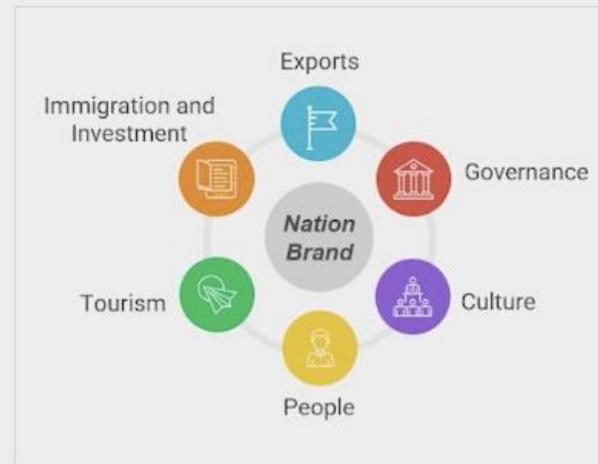 Exports
Immigration and
Investment
Governance
Nation
Brand
Tourism
Culture
People